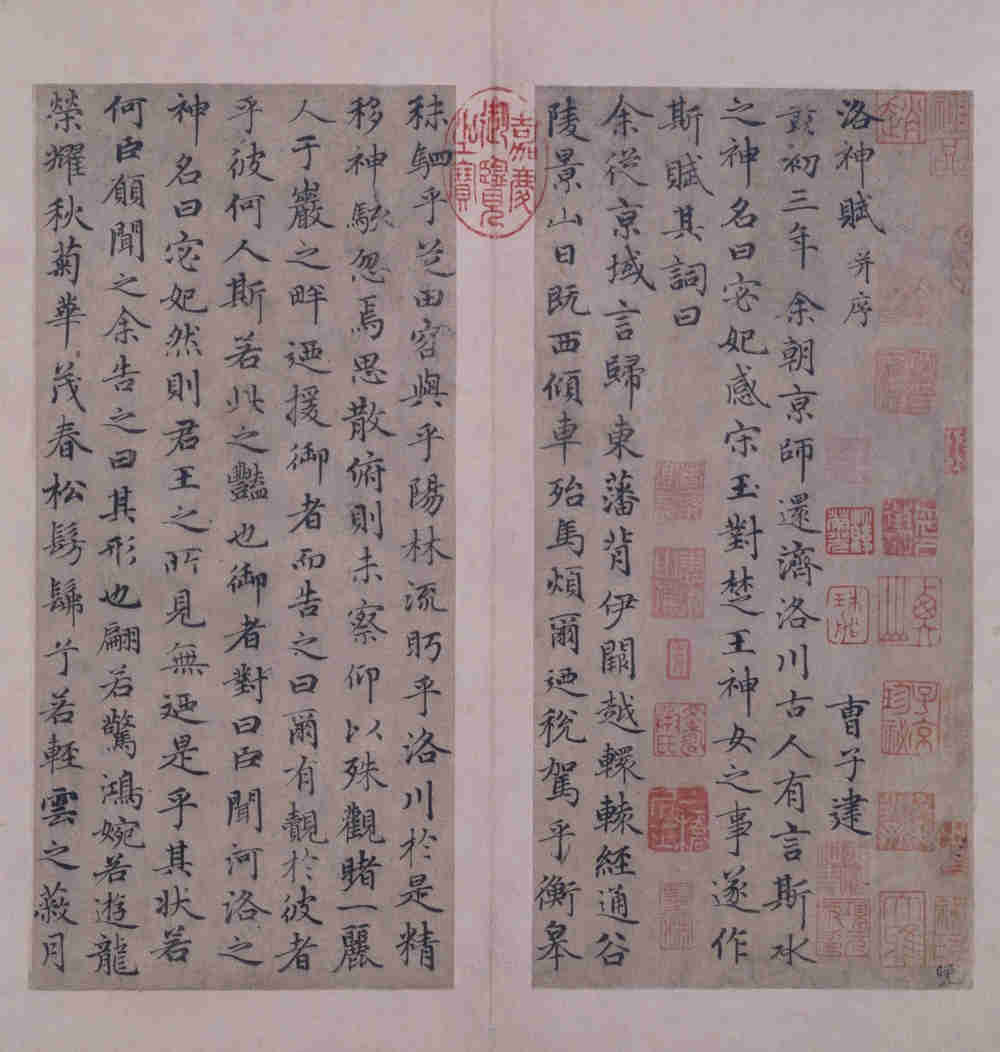 洛神賦 并序 曹子建
黃初三年 余朝京師還濟洛川古人有言斯水
之神名曰宓妃感宋玉對楚王神女之事遂作
斯賦其詞曰
余從京域言歸東藩背伊闕越轘轅經通谷
陵景山日既西傾車殆馬煩爾迺稅駕乎衡皋
嘉慶御覽之寶
秣駟乎芝田容與乎陽林流眄乎洛川於是精
移神駭忽焉思散俯則未察仰以殊觀睹一麗
人于巖之畔迺援御者而告之曰爾有覿於彼者
乎彼何人斯若此之豔也御者對曰臣聞河洛之
神名曰宓妃然則君王之所見無迺是乎其狀若
何臣願聞之余告之曰其形也翩若驚鴻婉若遊龍
榮耀秋菊華茂春松髣髴兮若輕雲之蔽月